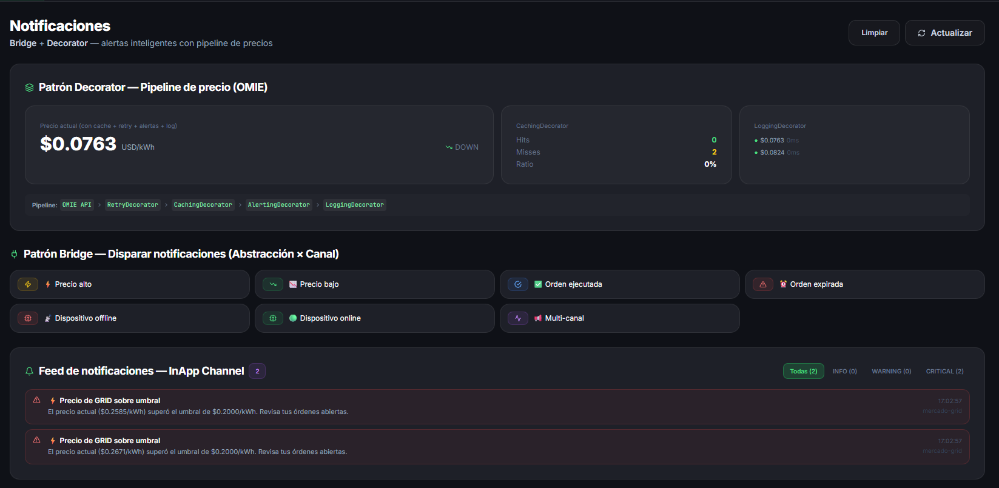 Notificaciones
Bridge + Decorator — alertas inteligentes con pipeline de precios
Limpiar
Actualizar
Patrón Decorator — Pipeline de precio (OMIE)
Precio actual (con cache + retry + alertas + log)
$0.0763 USD/kWh
DOWN
CachingDecorator
Hits 0
Misses 2
Ratio 0%
LoggingDecorator
$0.0763 0ms
$0.0824 0ms
Pipeline: OMIE API › RetryDecorator › CachingDecorator › AlertingDecorator › LoggingDecorator
Patrón Bridge — Disparar notificaciones (Abstracción × Canal)
Precio alto
Precio bajo
Orden ejecutada
Orden expirada
Dispositivo offline
Dispositivo online
Multi-canal
Feed de notificaciones — InApp Channel 2
Todas (2) INFO (0) WARNING (0) CRITICAL (2)
Precio de GRID sobre umbral
17:02:57
El precio actual ($0.2585/kWh) superó el umbral de $0.2000/kWh. Revisa tus órdenes abiertas.
mercado-grid
Precio de GRID sobre umbral
17:02:57
El precio actual ($0.2671/kWh) superó el umbral de $0.2000/kWh. Revisa tus órdenes abiertas.
mercado-grid